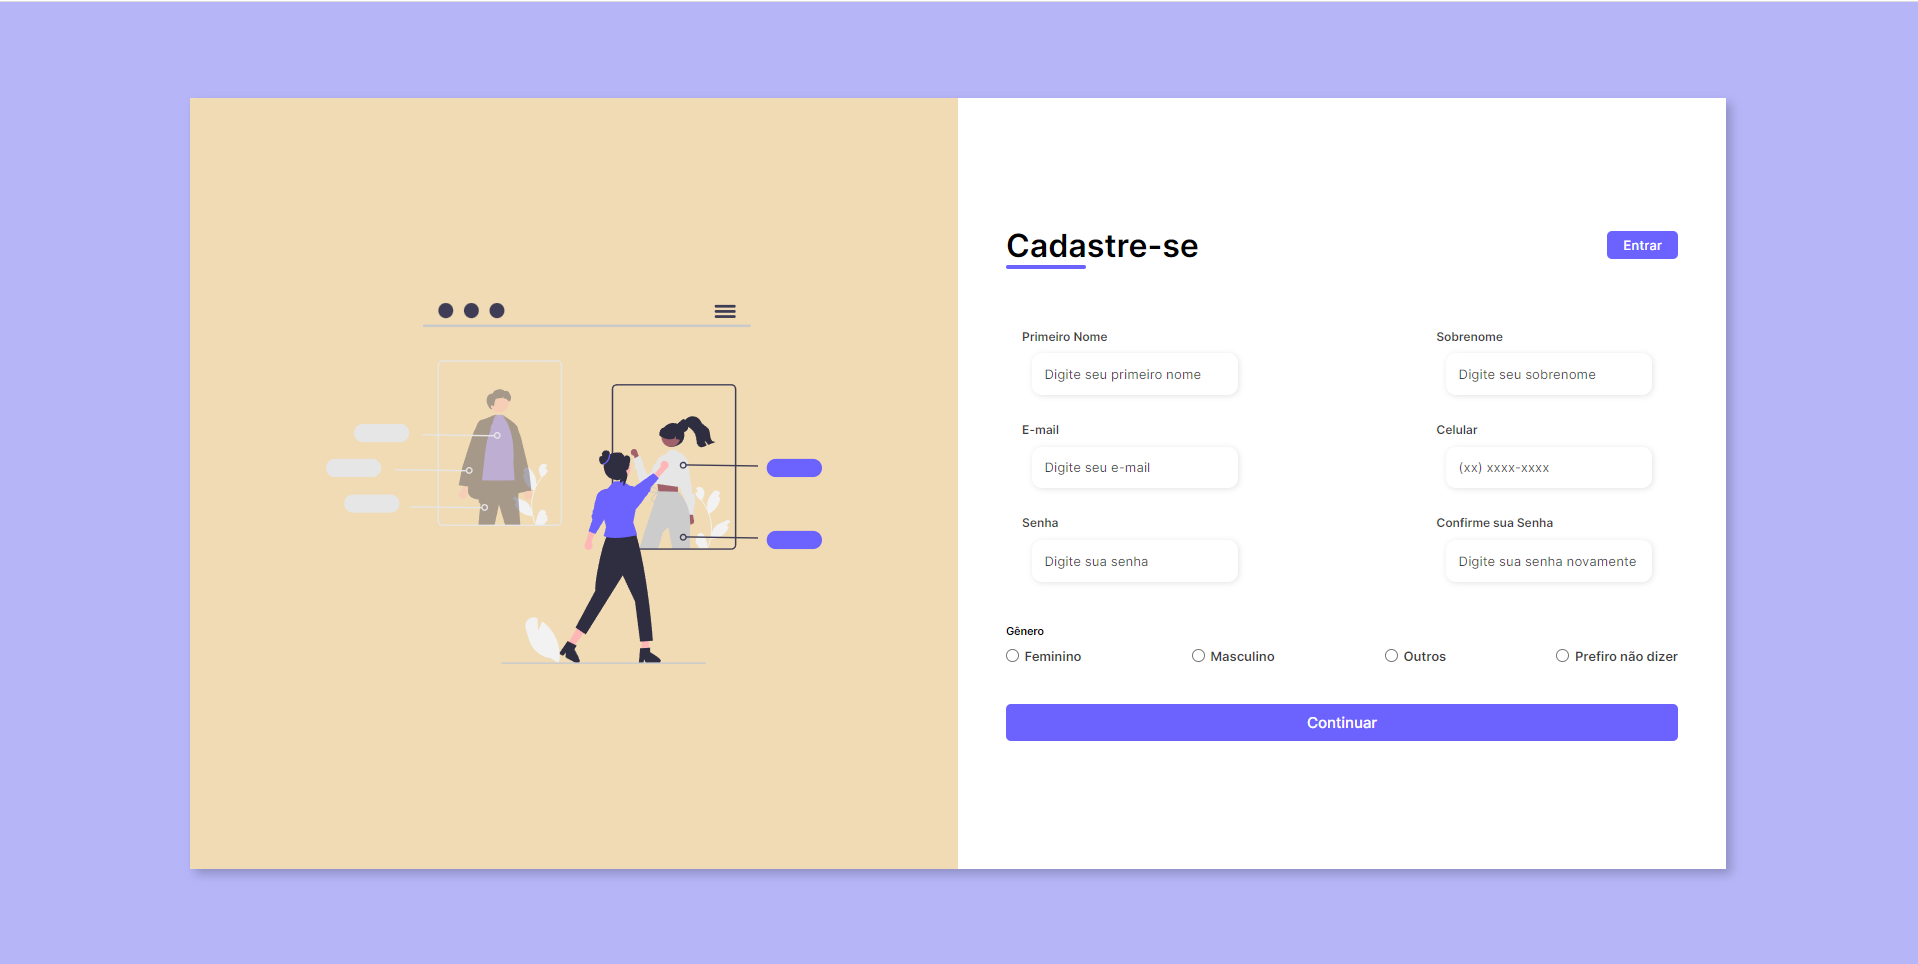 Cadastre-se
Entrar
Primeiro Nome
Sobrenome
Digite seu primeiro nome
Digite seu sobrenome
E-mail
Celular
Digite seu e-mail
(xx) xxxx-xxxx
Senha
Confirme sua Senha
Digite sua senha
Digite sua senha novamente
Gênero
Feminino
Masculino
Outros
Prefiro não dizer
Continuar